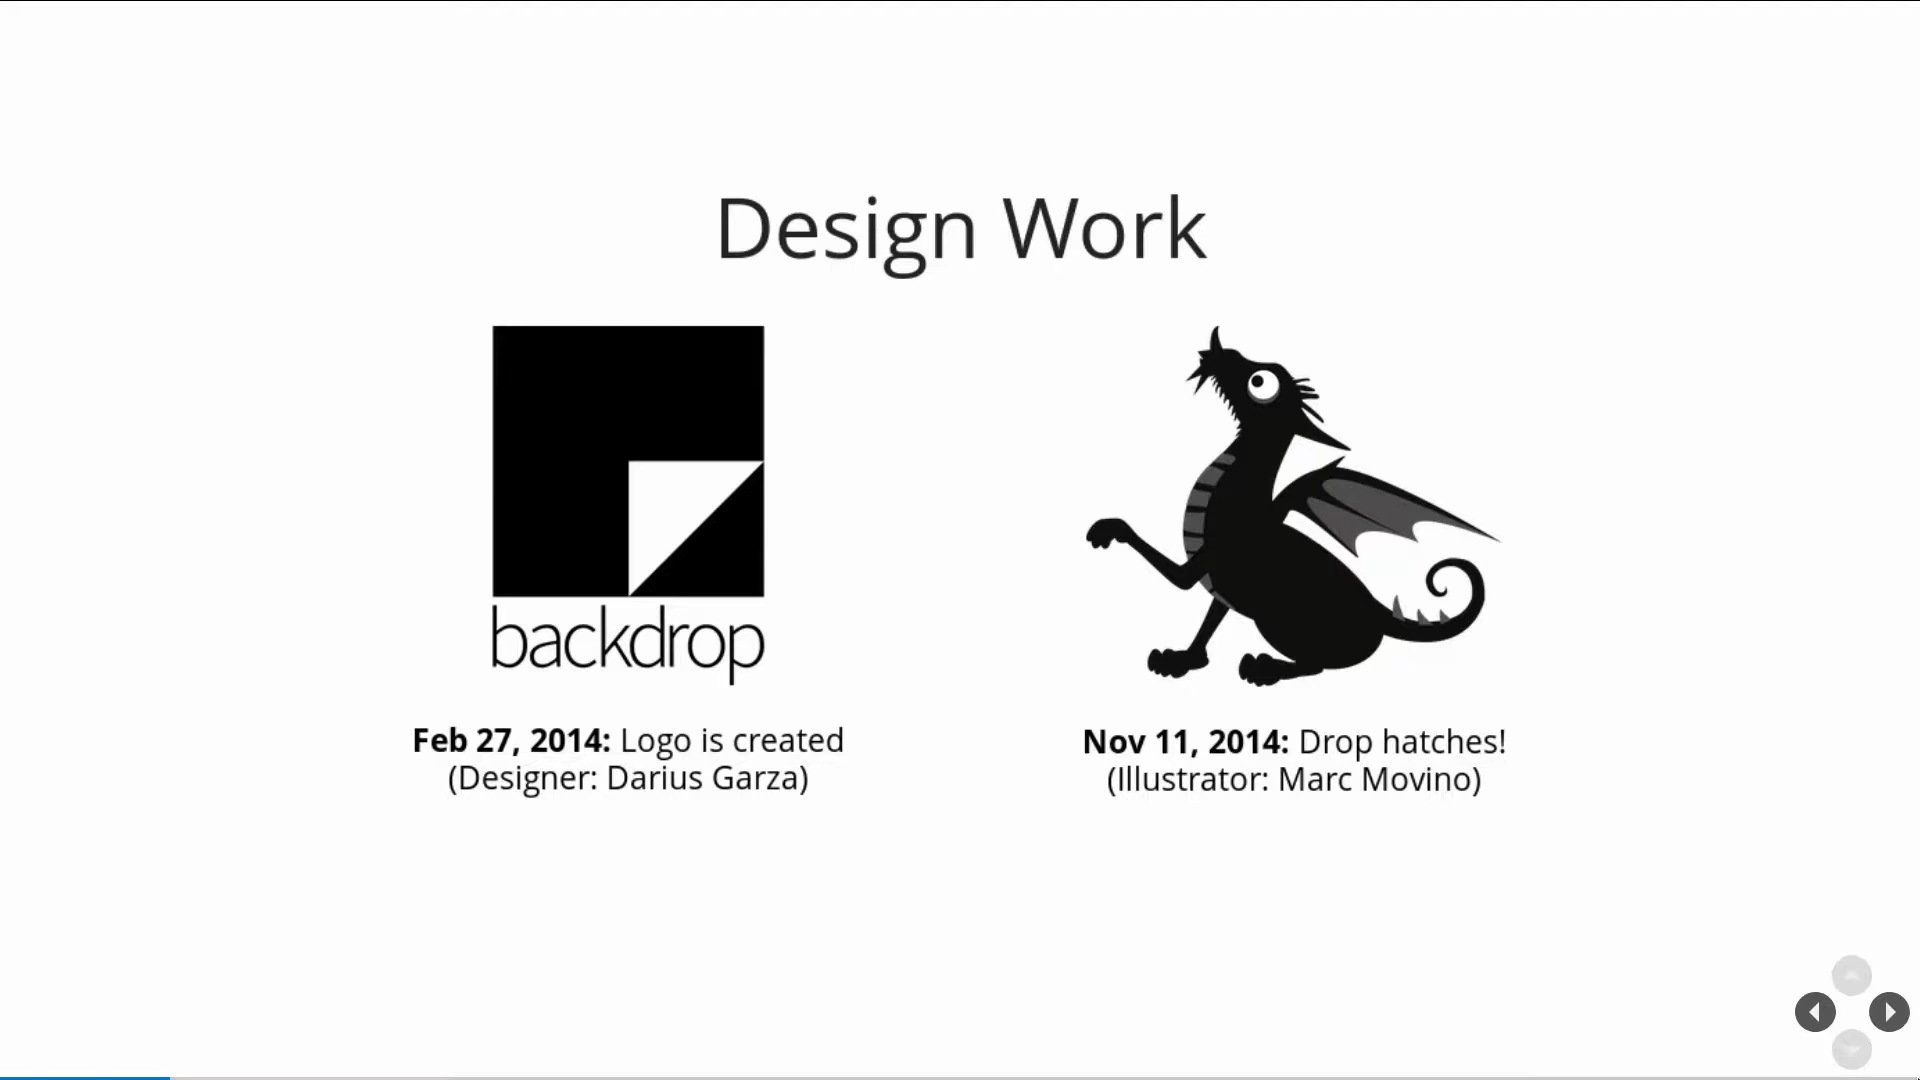 Design Work
backdrop
Feb 27, 2014: Logo is created
(Designer: Darius Garza)
Nov 11, 2014: Drop hatches!
(Illustrator: Marc Movino)